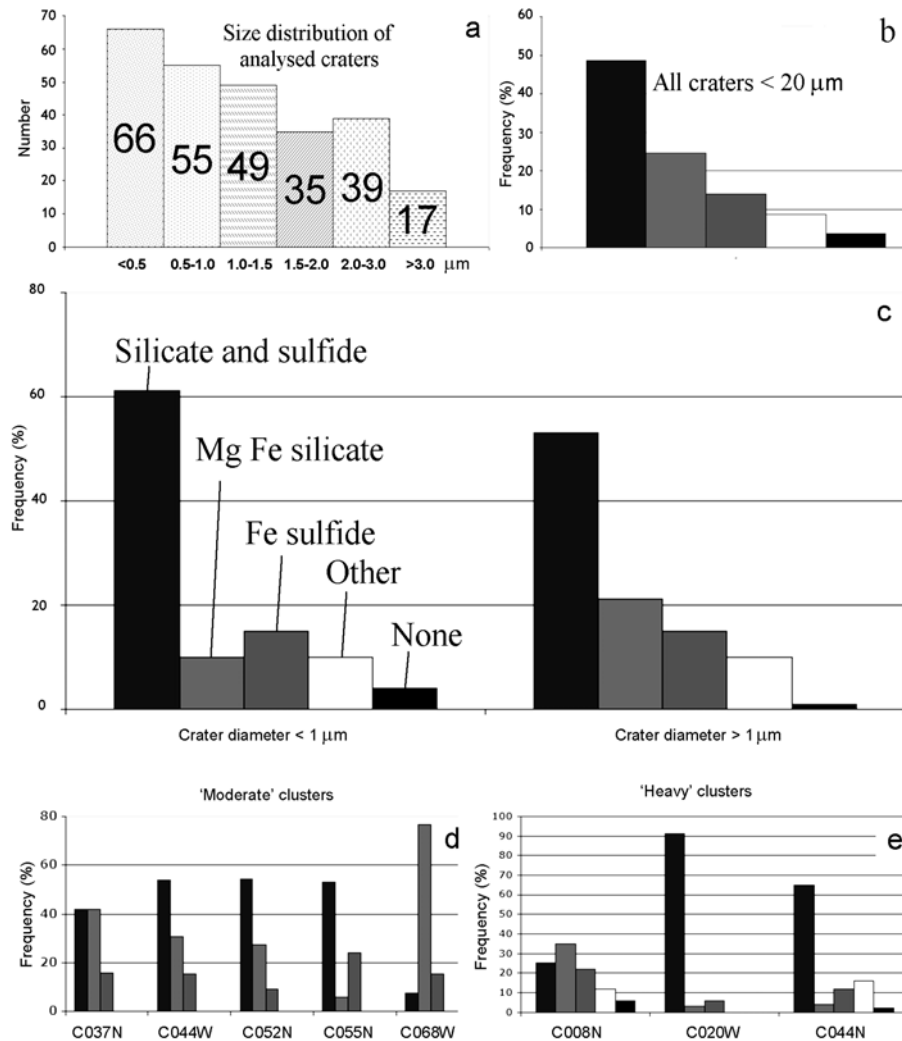 a
Size distribution of
analysed craters
Number
70
60
50
40
30
20
10
0
66
55
49
35
39
17
<0.5 0.5-1.0 1.0-1.5 1.5-2.0 2.0-3.0 >3.0 μm
b
All craters < 20 μm
Frequency (%)
60
50
40
30
20
10
0
c
Frequency (%)
80
60
40
20
0
Silicate and sulfide
Mg Fe silicate
Fe sulfide
Other
None
Crater diameter < 1 μm
Crater diameter > 1 μm
'Moderate' clusters
d
Frequency (%)
80
60
40
20
0
C037N C044W C052N C055N C068W
'Heavy' clusters
e
Frequency (%)
100
90
80
70
60
50
40
30
20
10
0
C008N C020W C044N